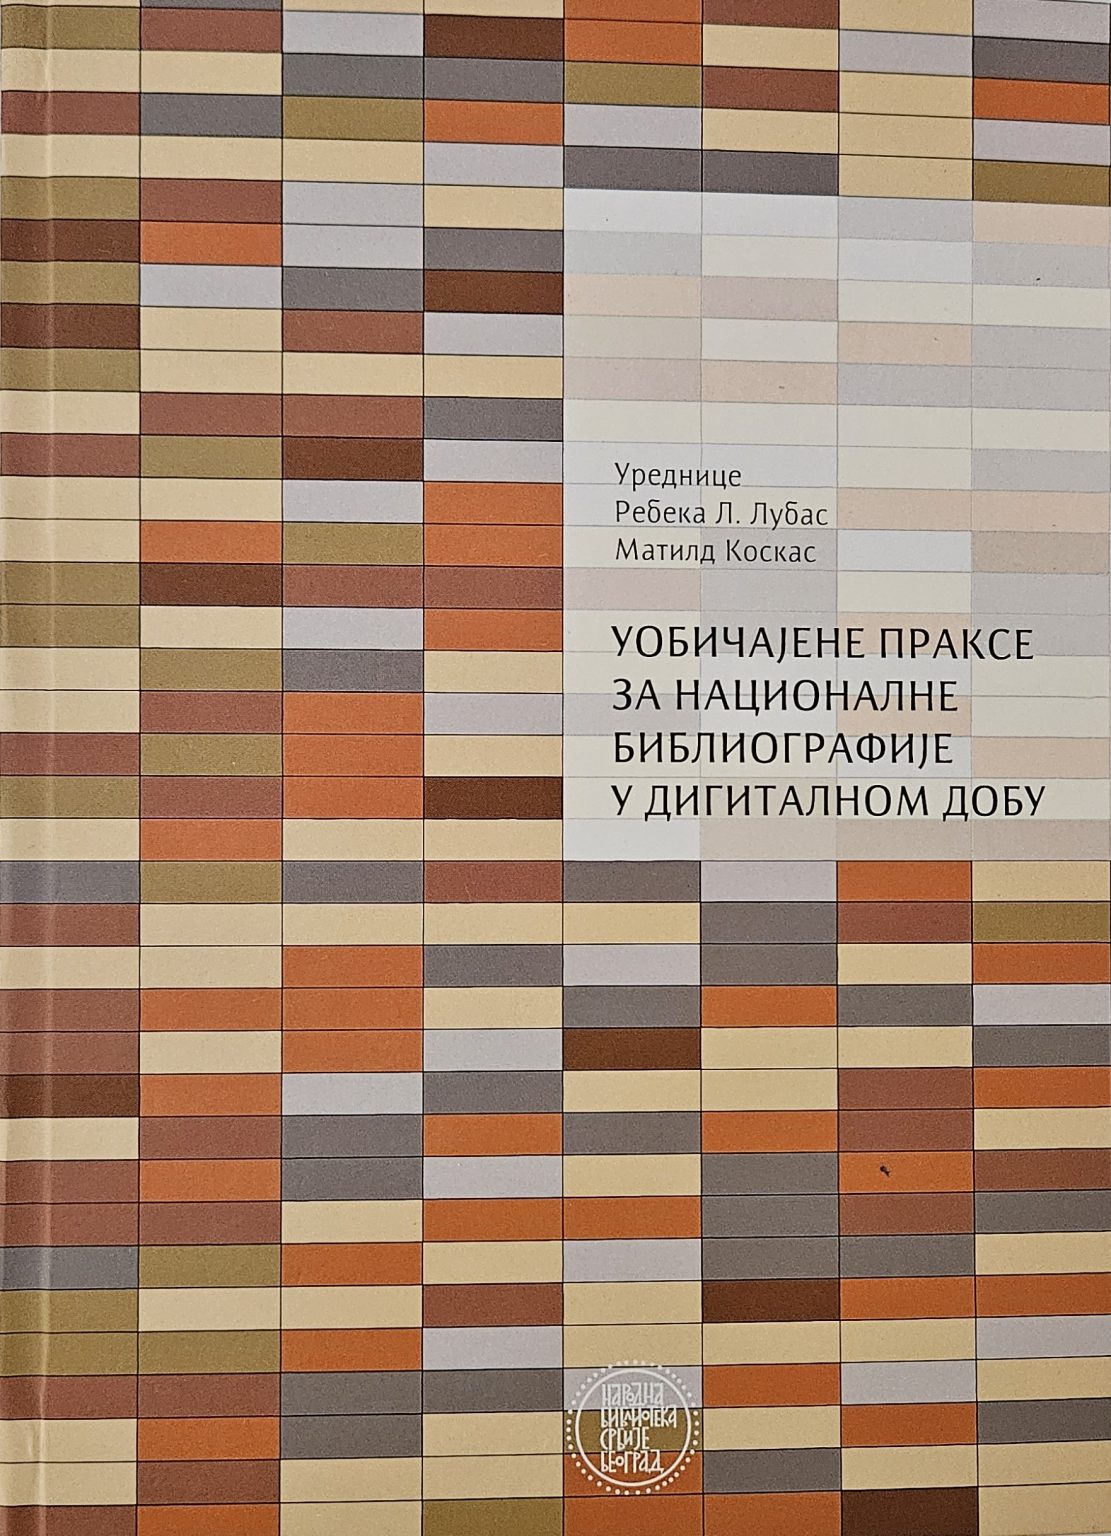 Уреднице
Ребека Л. Лубас
Матилд Коскас
УОБИЧАЈЕНЕ ПРАКСЕ
ЗА НАЦИОНАЛНЕ
БИБЛИОГРАФИЈЕ
У ДИГИТАЛНОМ ДОБУ
НАРОДНА
БИБЛИОТЕКА
СРБИЈЕ
БЕОГРАД